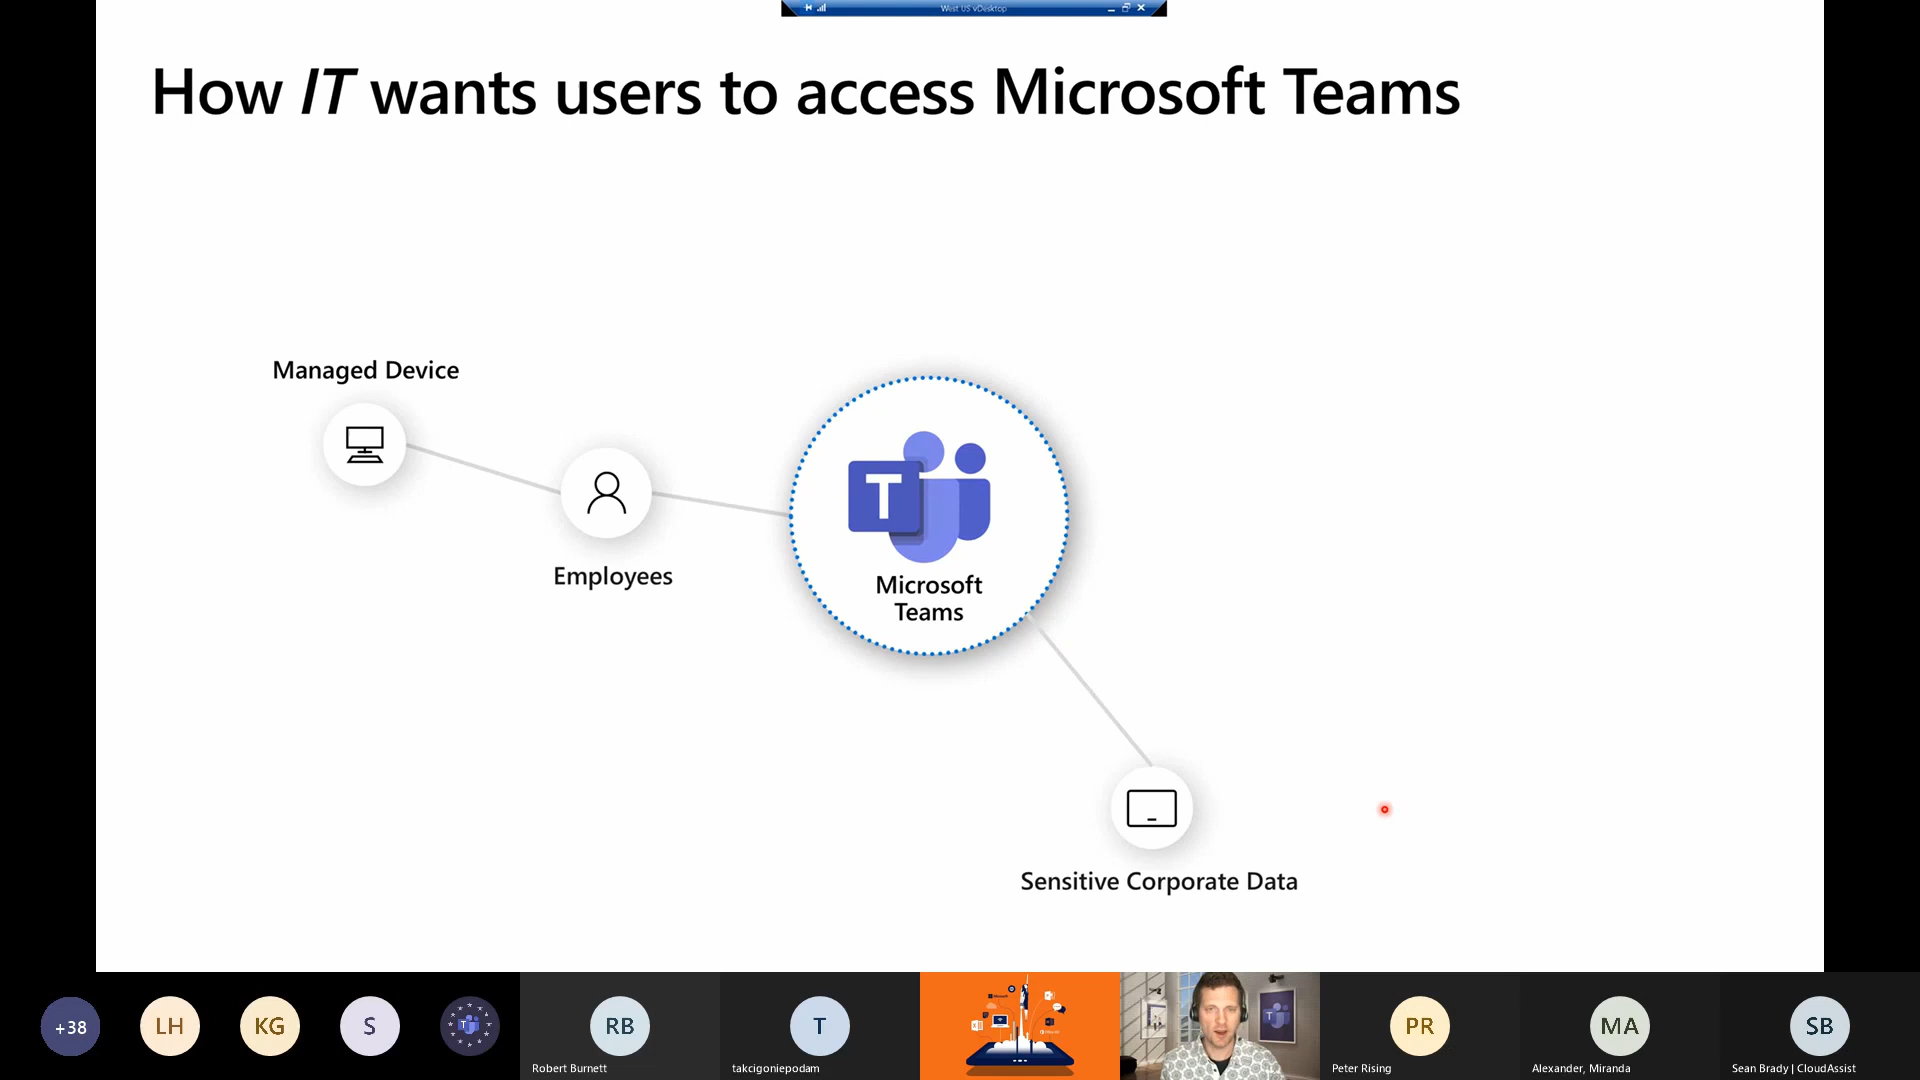 West US vDesktop
How IT wants users to access Microsoft Teams
Managed Device
Employees
T
Microsoft
Teams
Sensitive Corporate Data
+38
LH
KG
S
RB
Robert Burnett
T
takcigoniepodam
PR
Peter Rising
MA
Alexander, Miranda
SB
Sean Brady | CloudAssist